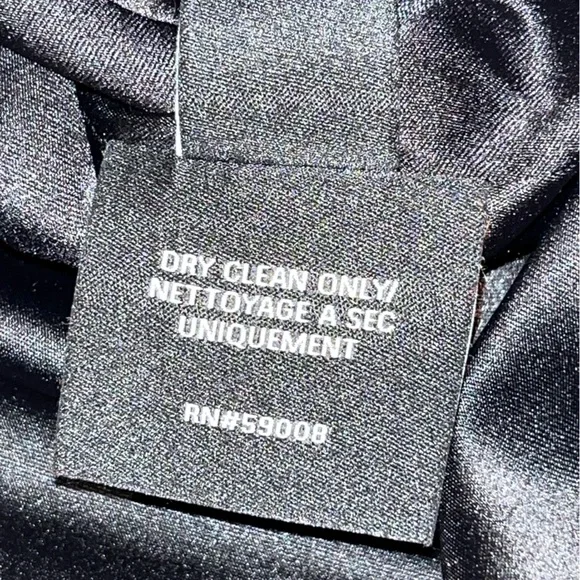 DRY CLEAN ONLY/
NETTOYAGE A SEC
UNIQUEMENT
RN#59008